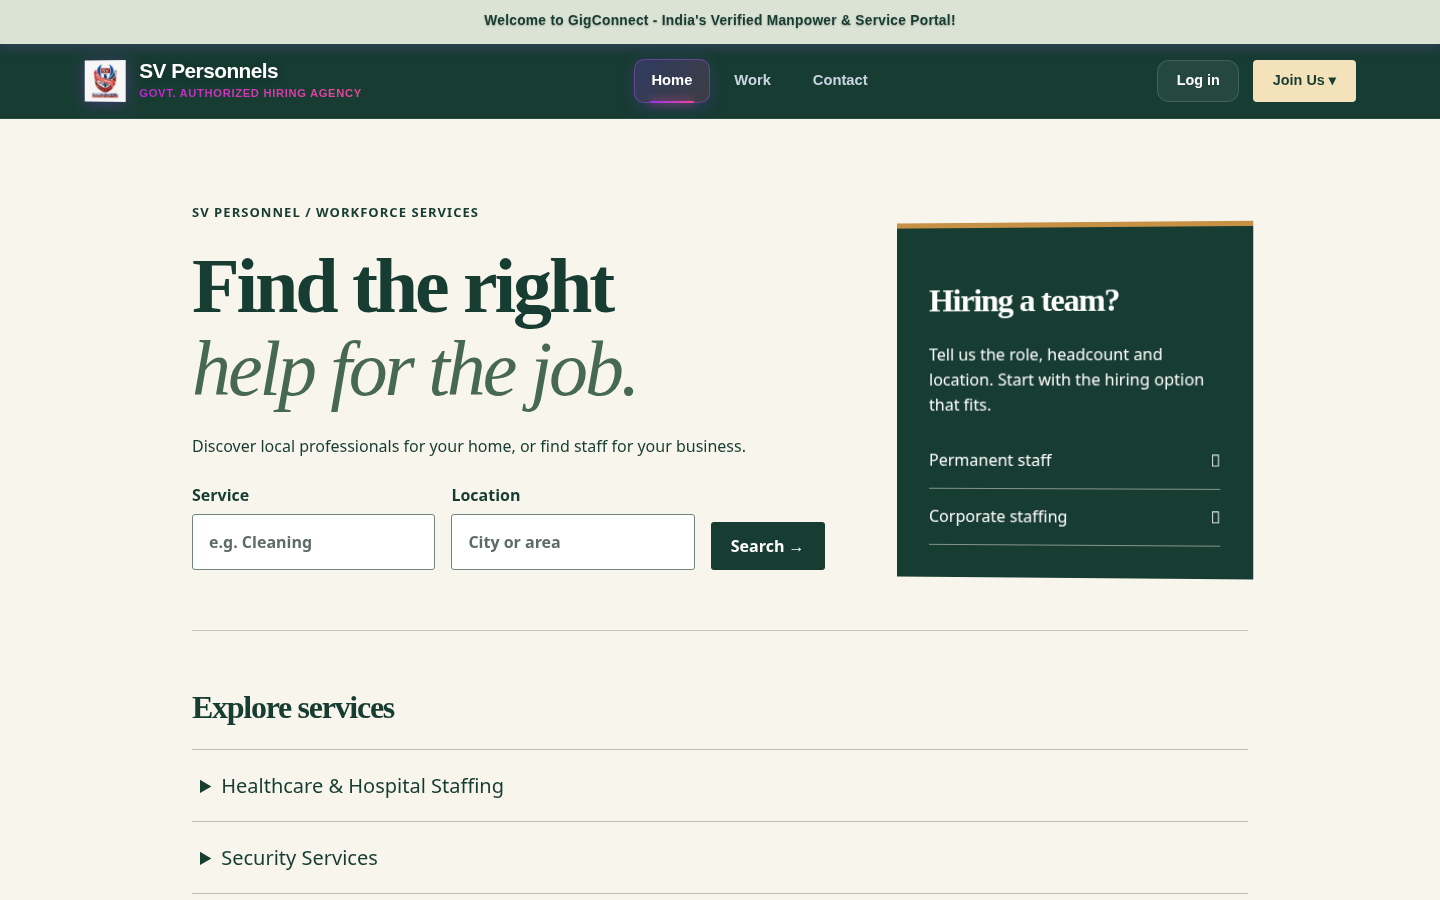 Welcome to GigConnect - India's Verified Manpower & Service Portal!
SV Personnels
GOVT. AUTHORIZED HIRING AGENCY
Home
Work
Contact
Log in
Join Us ▾
SV PERSONNEL / WORKFORCE SERVICES
Find the right
help for the job.
Discover local professionals for your home, or find staff for your business.
Service
Location
e.g. Cleaning
City or area
Search →
Hiring a team?
Tell us the role, headcount and
location. Start with the hiring option
that fits.
Permanent staff
Corporate staffing
Explore services
Healthcare & Hospital Staffing
Security Services